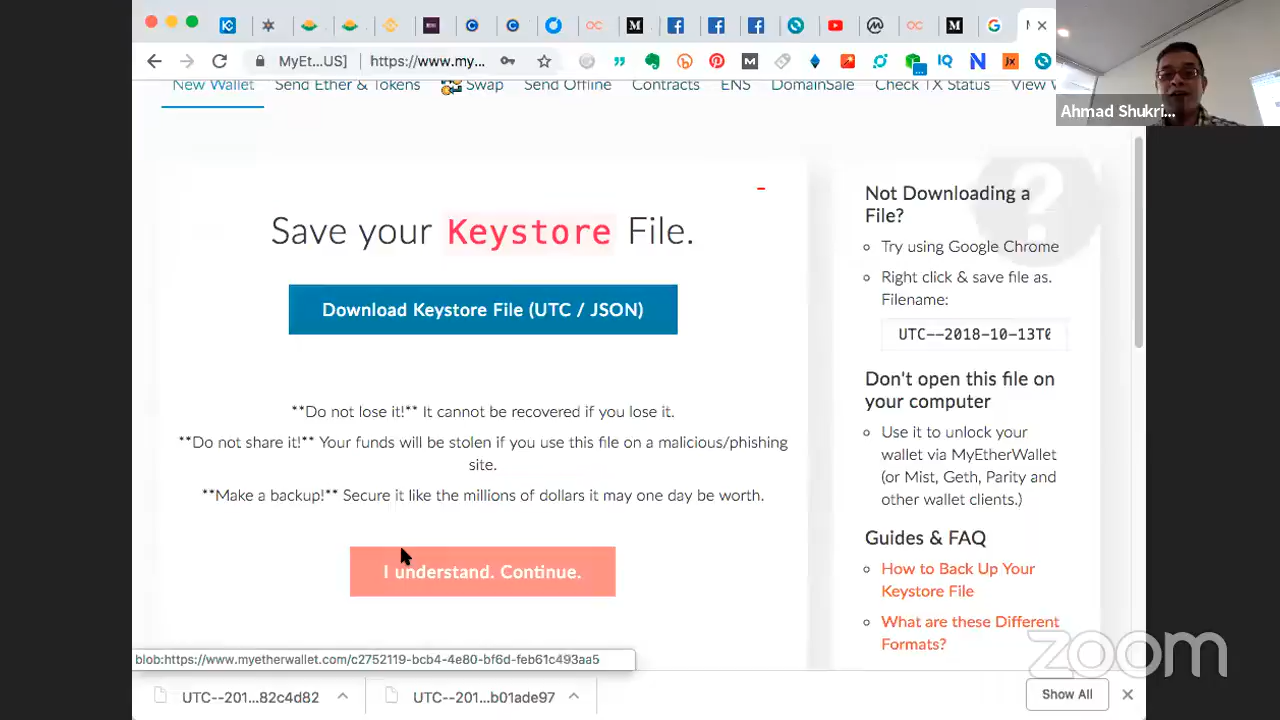 MyEt...US]
https://www.my...
New Wallet
Send Ether & Tokens
Swap
Send Offline
Contracts
ENS
DomainSale
Check TX Status
View W
Ahmad Shukri...
Save your Keystore File.
Download Keystore File (UTC / JSON)
**Do not lose it!** It cannot be recovered if you lose it.
**Do not share it!** Your funds will be stolen if you use this file on a malicious/phishing
site.
**Make a backup!** Secure it like the millions of dollars it may one day be worth.
I understand. Continue.
Not Downloading a
File?
Try using Google Chrome
Right click & save file as.
Filename:
UTC--2018-10-13T0
Don't open this file on
your computer
Use it to unlock your
wallet via MyEtherWallet
(or Mist, Geth, Parity and
other wallet clients.)
Guides & FAQ
How to Back Up Your
Keystore File
What are these Different
Formats?
zoom
blob:https://www.myetherwallet.com/c2752119-bcb4-4e80-bf6d-feb61c493aa5
UTC--201...82c4d82
UTC--201...b01ade97
Show All